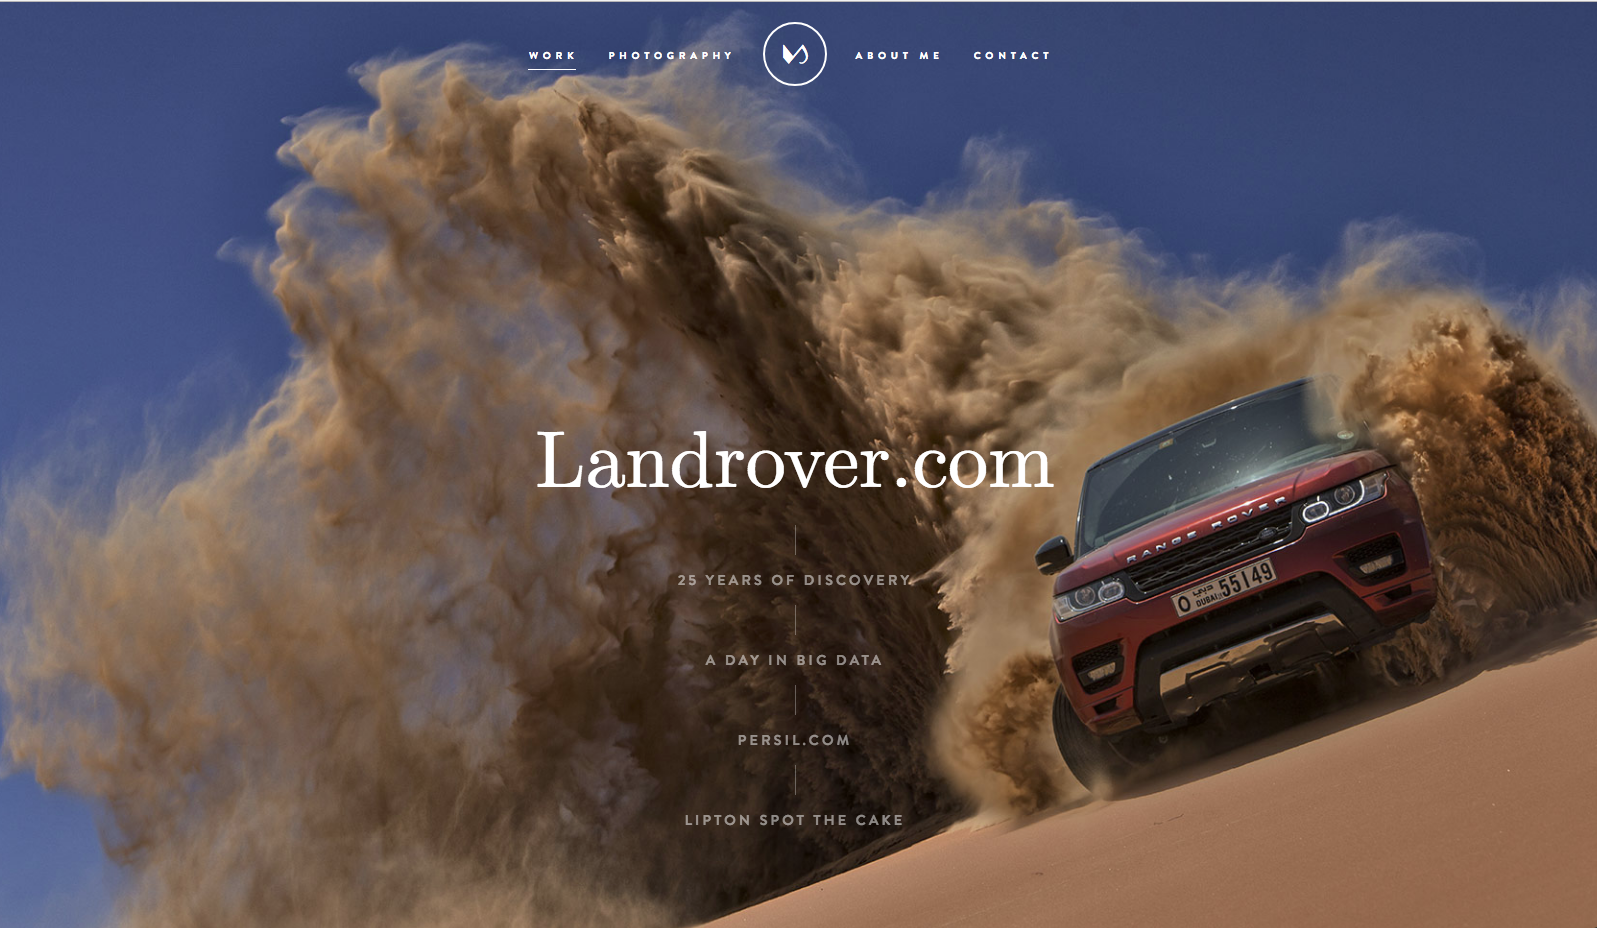 WORK
PHOTOGRAPHY
ABOUT ME
CONTACT
Landrover.com
25 YEARS OF DISCOVERY
A DAY IN BIG DATA
PERSIL.COM
LIPTON SPOT THE CAKE
RANGE ROVER
O دبي DUBAI 55149